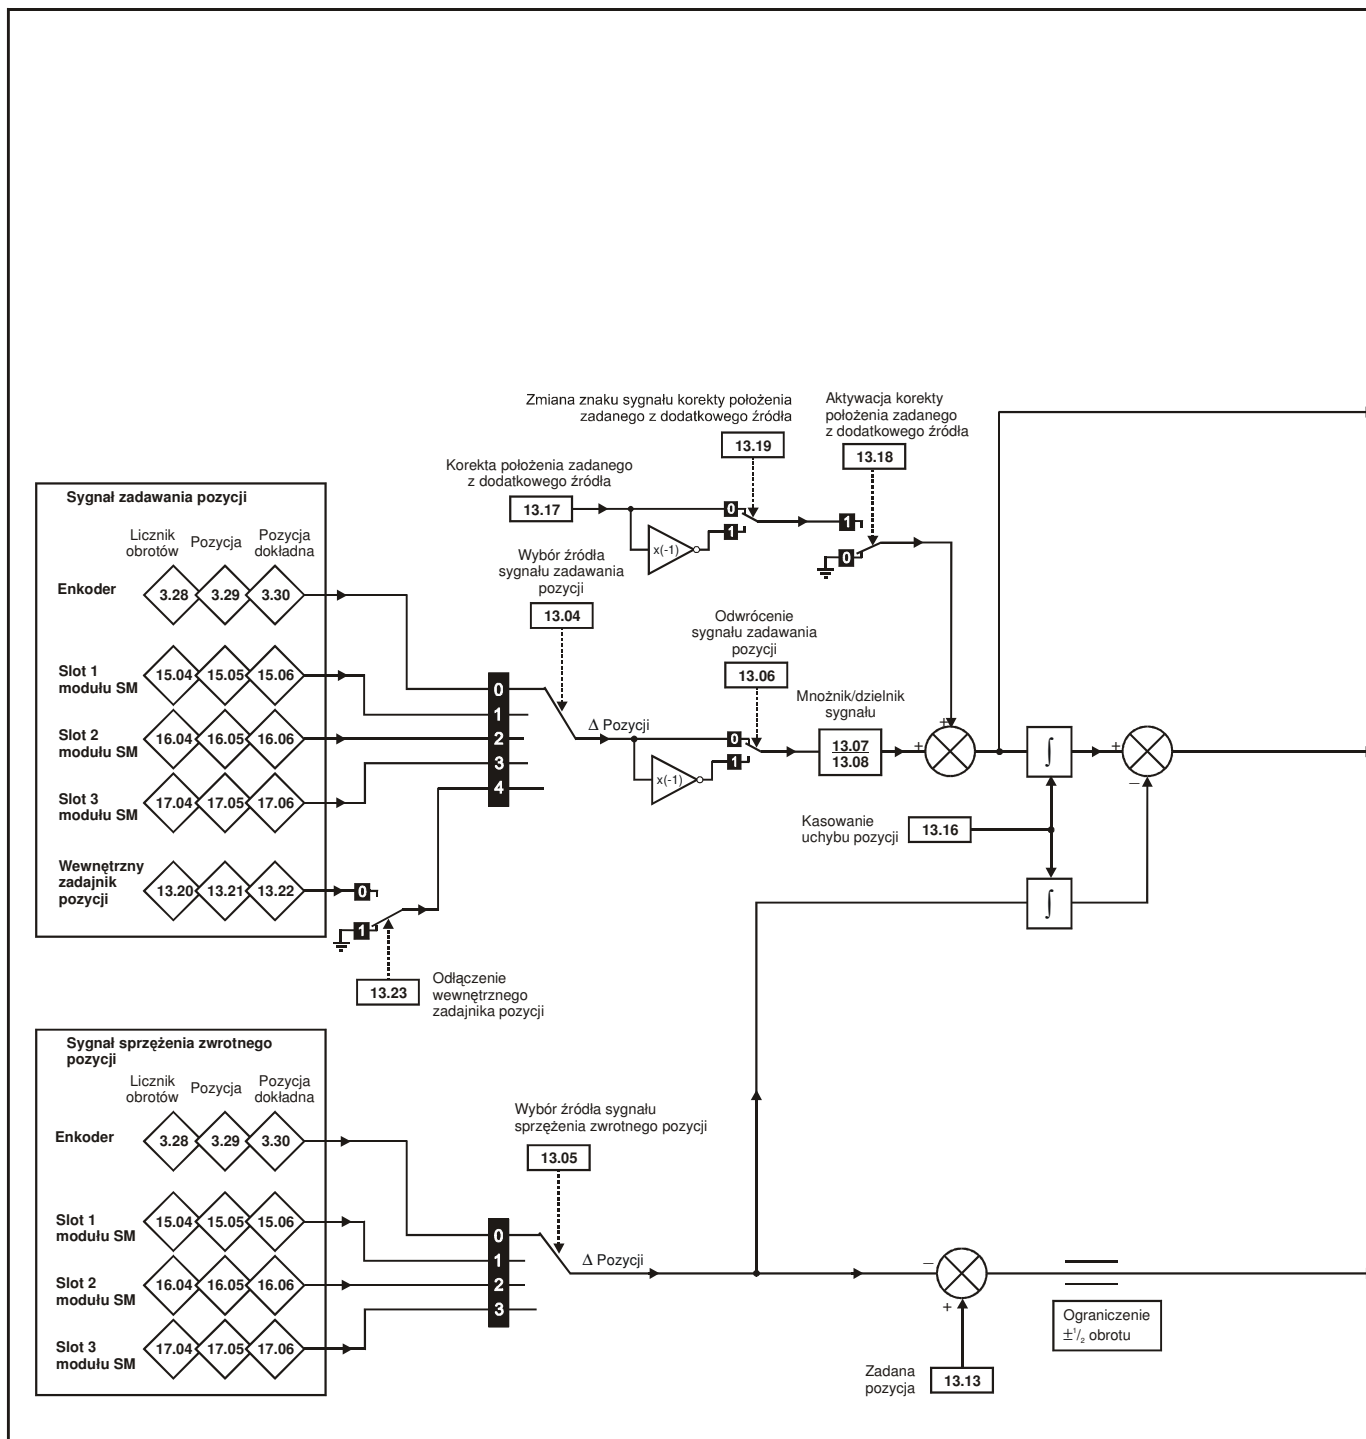 Zmiana znaku sygnału korekty położenia
zadanego z dodatkowego źródła
13.19
Aktywacja korekty
położenia zadanego
z dodatkowego źródła
13.18
Korekta położenia zadanego
z dodatkowego źródła
13.17
0
1
x(-1)
1
0
Sygnał zadawania pozycji
Licznik
obrotów
Pozycja
Pozycja
dokładna
Enkoder
3.28
3.29
3.30
Slot 1
modułu SM
15.04
15.05
15.06
Slot 2
modułu SM
16.04
16.05
16.06
Slot 3
modułu SM
17.04
17.05
17.06
Wewnętrzny
zadajnik
pozycji
13.20
13.21
13.22
0
1
13.23
Odłączenie
wewnętrznego
zadajnika pozycji
Wybór źródła
sygnału zadawania
pozycji
13.04
0
1
2
3
4
Δ Pozycji
Odwrócenie
sygnału zadawania
pozycji
13.06
0
1
x(-1)
Mnożnik/dzielnik
sygnału
13.07
13.08
+
+
∫
+
–
Kasowanie
uchybu pozycji
13.16
∫
Sygnał sprzężenia zwrotnego
pozycji
Licznik
obrotów
Pozycja
Pozycja
dokładna
Enkoder
3.28
3.29
3.30
Slot 1
modułu SM
15.04
15.05
15.06
Slot 2
modułu SM
16.04
16.05
16.06
Slot 3
modułu SM
17.04
17.05
17.06
Wybór źródła sygnału
sprzężenia zwrotnego pozycji
13.05
0
1
2
3
Δ Pozycji
–
+
Zadana
pozycja
13.13
Ograniczenie
±1/2 obrotu